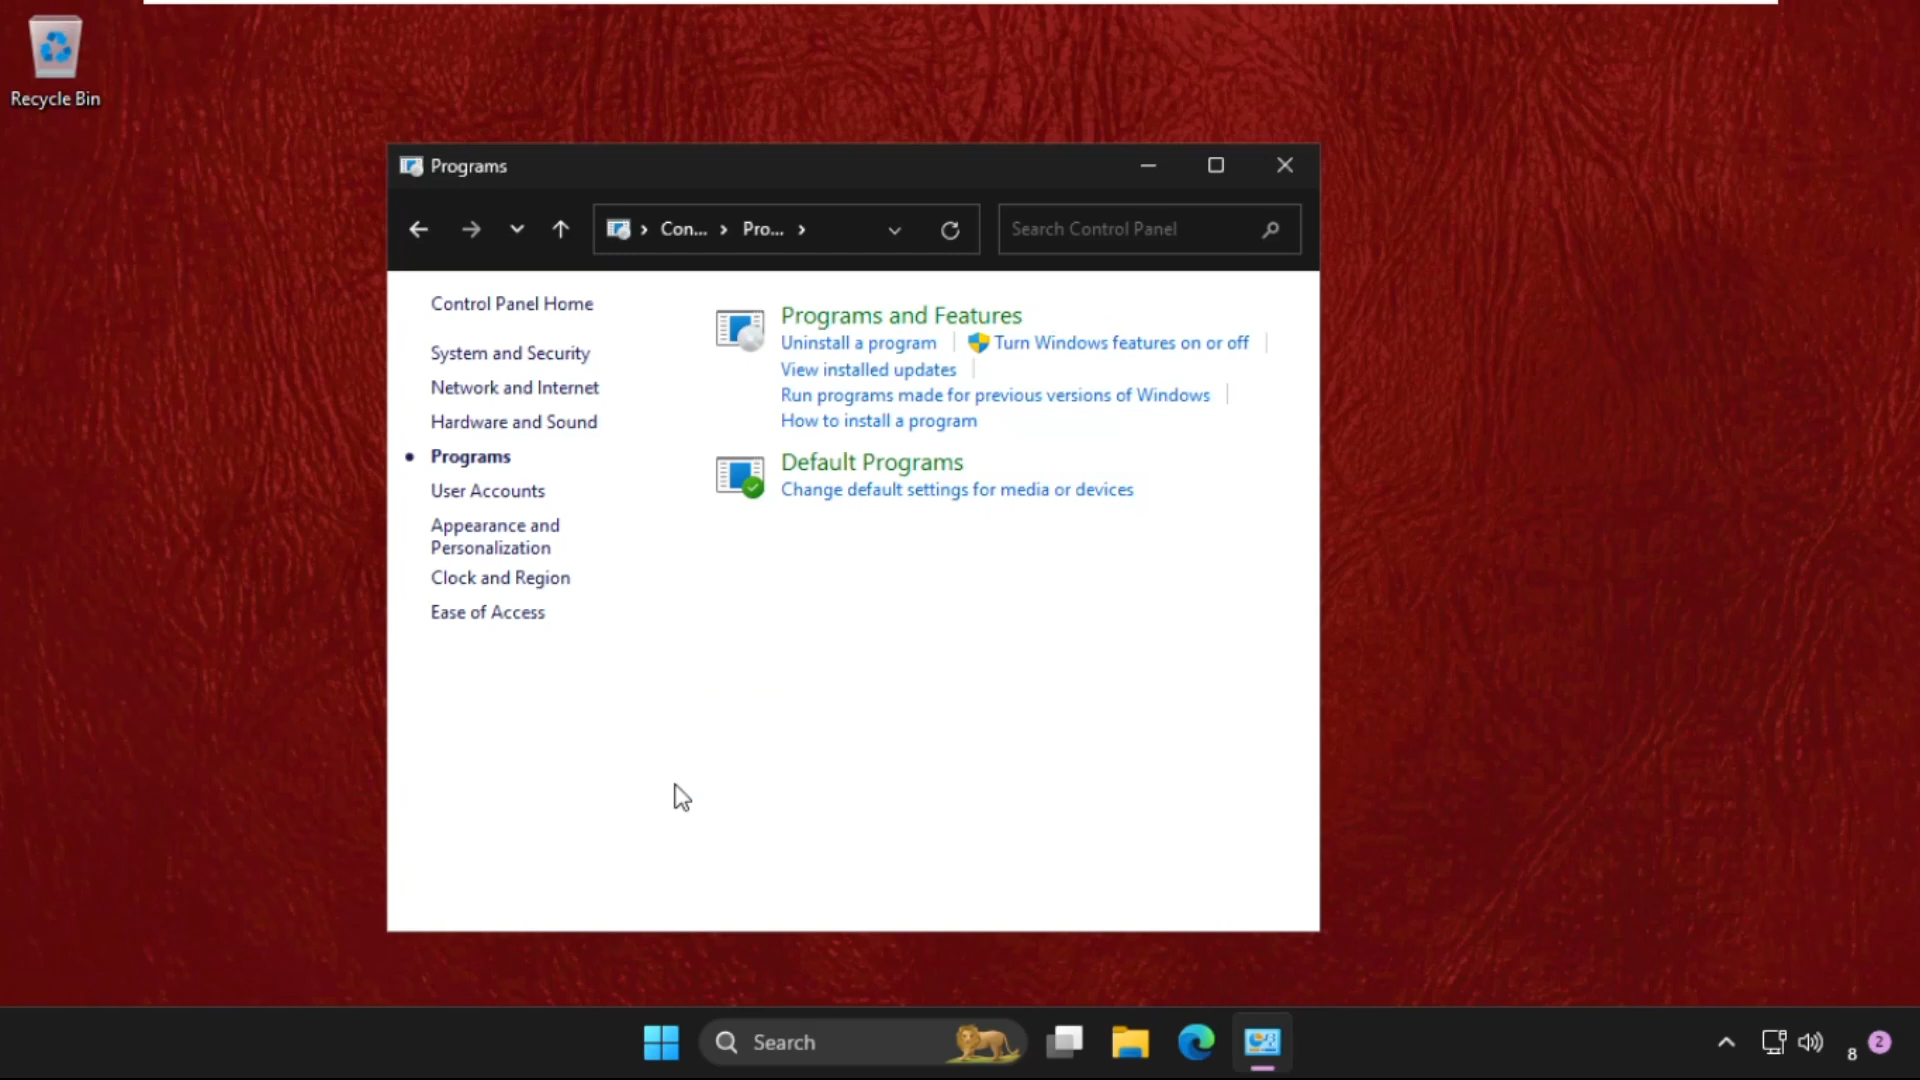 Recycle Bin
Programs
Con...
Pro...
Search Control Panel
Control Panel Home
System and Security
Network and Internet
Hardware and Sound
Programs
User Accounts
Appearance and
Personalization
Clock and Region
Ease of Access
Programs and Features
Uninstall a program
Turn Windows features on or off
View installed updates
Run programs made for previous versions of Windows
How to install a program
Default Programs
Change default settings for media or devices
Search
8
2